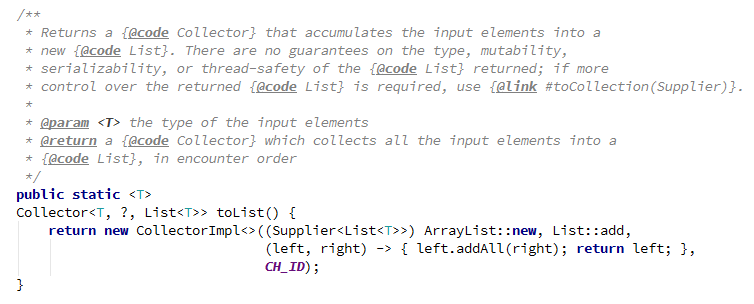 /**
 * Returns a {@code Collector} that accumulates the input elements into a
 * new {@code List}. There are no guarantees on the type, mutability,
 * serializability, or thread-safety of the {@code List} returned; if more
 * control over the returned {@code List} is required, use {@link #toCollection(Supplier)}.
 *
 * @param <T> the type of the input elements
 * @return a {@code Collector} which collects all the input elements into a
 * {@code List}, in encounter order
 */
public static <T>
Collector<T, ?, List<T>> toList() {
    return new CollectorImpl<>((Supplier<List<T>>) ArrayList::new, List::add,
                               (left, right) -> { left.addAll(right); return left; },
                               CH_ID);
}